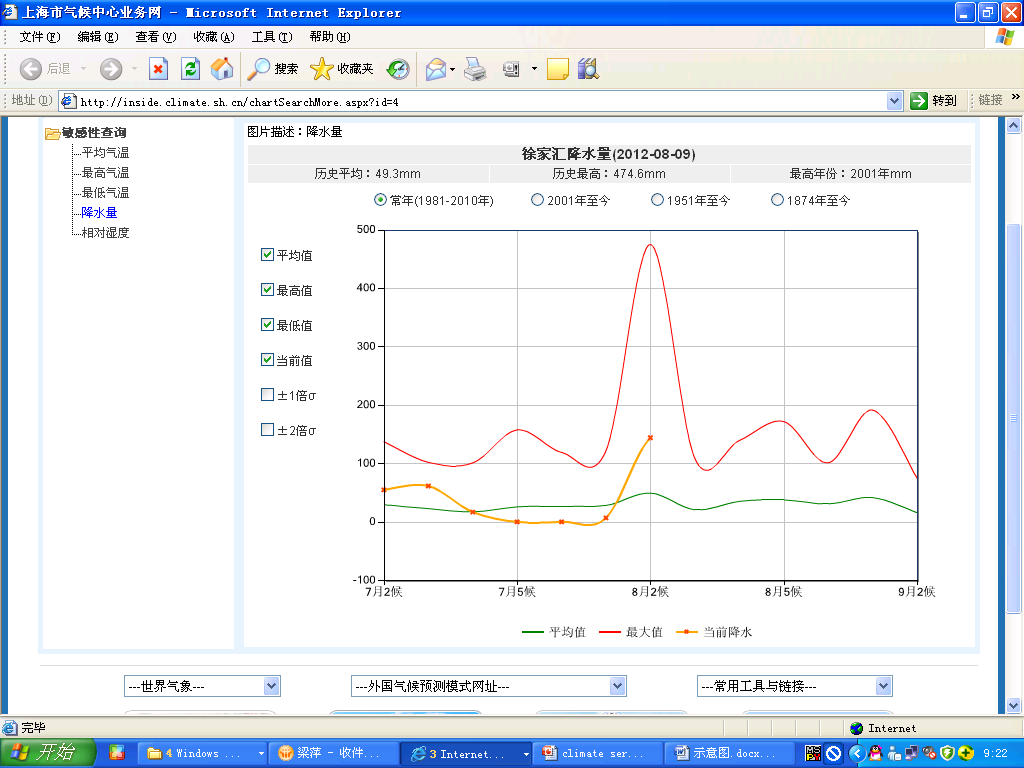 上海市气候中心业务网 - Microsoft Internet Explorer
文件(F) 编辑(E) 查看(V) 收藏(A) 工具(T) 帮助(H)
后退 搜索 收藏夹
地址(D) http://inside.climate.sh.cn/chartSearchMore.aspx?id=4 转到 链接 »
敏感性查询
平均气温
最高气温
最低气温
降水量
相对湿度
图片描述：降水量
徐家汇降水量(2012-08-09)
历史平均：49.3mm 历史最高：474.6mm 最高年份：2001年mm
常年(1981-2010年) 2001年至今 1951年至今 1874年至今
平均值
最高值
最低值
当前值
±1倍σ
±2倍σ
500
400
300
200
100
0
-100
7月2候 7月5候 8月2候 8月5候 9月2候
平均值 最大值 当前降水
---世界气象--- ---外国气候预测模式网址--- ---常用工具与链接---
完毕 Internet
开始 4 Windows ... 梁萍 - 收件... 3 Internet... climate ser... 示意图.docx... 9:22